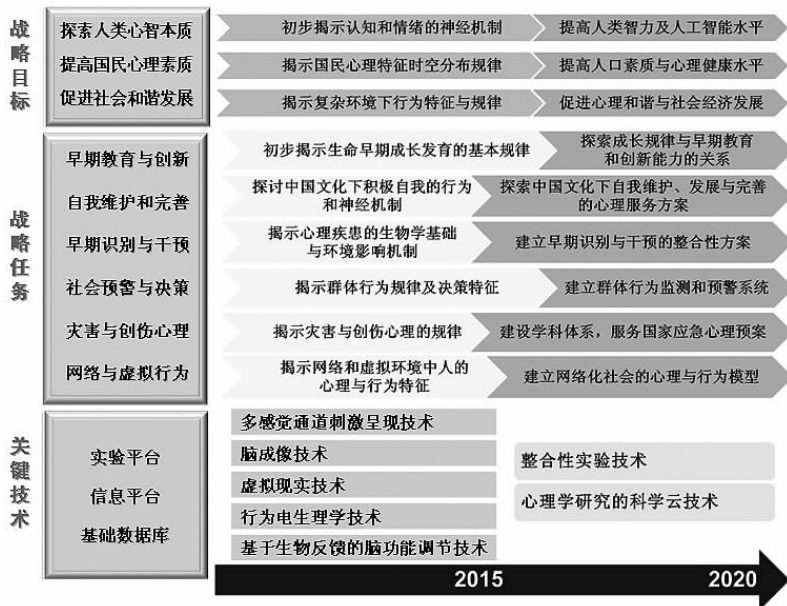 战略目标
探索人类心智本质
提高国民心理素质
促进社会和谐发展
初步揭示认知和情绪的神经机制
提高人类智力及人工智能水平
揭示国民心理特征时空分布规律
提高人口素质与心理健康水平
揭示复杂环境下行为特征与规律
促进心理和谐与社会经济发展
战略任务
早期教育与创新
自我维护和完善
早期识别与干预
社会预警与决策
灾害与创伤心理
网络与虚拟行为
初步揭示生命早期成长发育的基本规律
探索成长规律与早期教育
和创新能力的关系
探讨中国文化下积极自我的行为
和神经机制
探索中国文化下自我维护、发展与完善
的心理服务方案
揭示心理疾患的生物学基础
与环境影响机制
建立早期识别与干预的整合性方案
揭示群体行为规律及决策特征
建立群体行为监测和预警系统
揭示灾害与创伤心理的规律
建设学科体系，服务国家应急心理预案
揭示网络和虚拟环境中人的
心理与行为特征
建立网络化社会的心理与行为模型
关键技术
实验平台
信息平台
基础数据库
多感觉通道刺激呈现技术
脑成像技术
虚拟现实技术
行为电生理学技术
基于生物反馈的脑功能调节技术
整合性实验技术
心理学研究的科学云技术
2015
2020